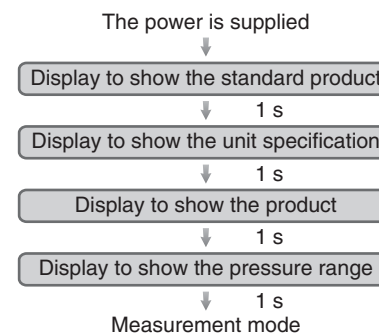 The power is supplied
Display to show the standard product
1 s
Display to show the unit specification
1 s
Display to show the product
1 s
Display to show the pressure range
1 s
Measurement mode